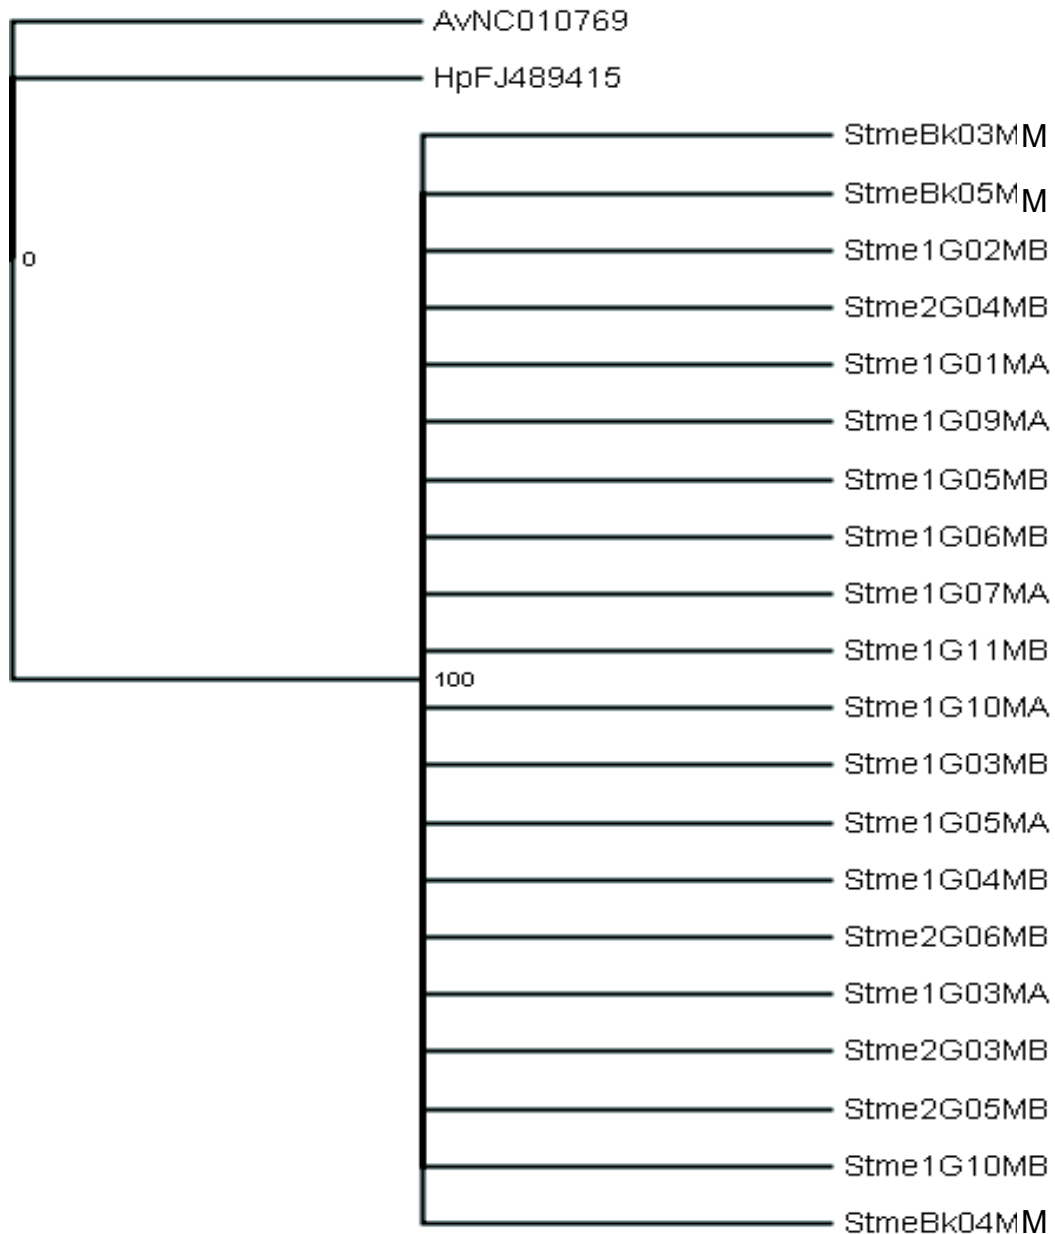 AvNC010769
HpFJ489415
StmeBk03MM
StmeBk05MM
Stme1G02MB
0
Stme2G04MB
Stme1G01MA
Stme1G09MA
Stme1G05MB
Stme1G06MB
Stme1G07MA
Stme1G11MB
100
Stme1G10MA
Stme1G03MB
Stme1G05MA
Stme1G04MB
Stme2G06MB
Stme1G03MA
Stme2G03MB
Stme2G05MB
Stme1G10MB
StmeBk04MM